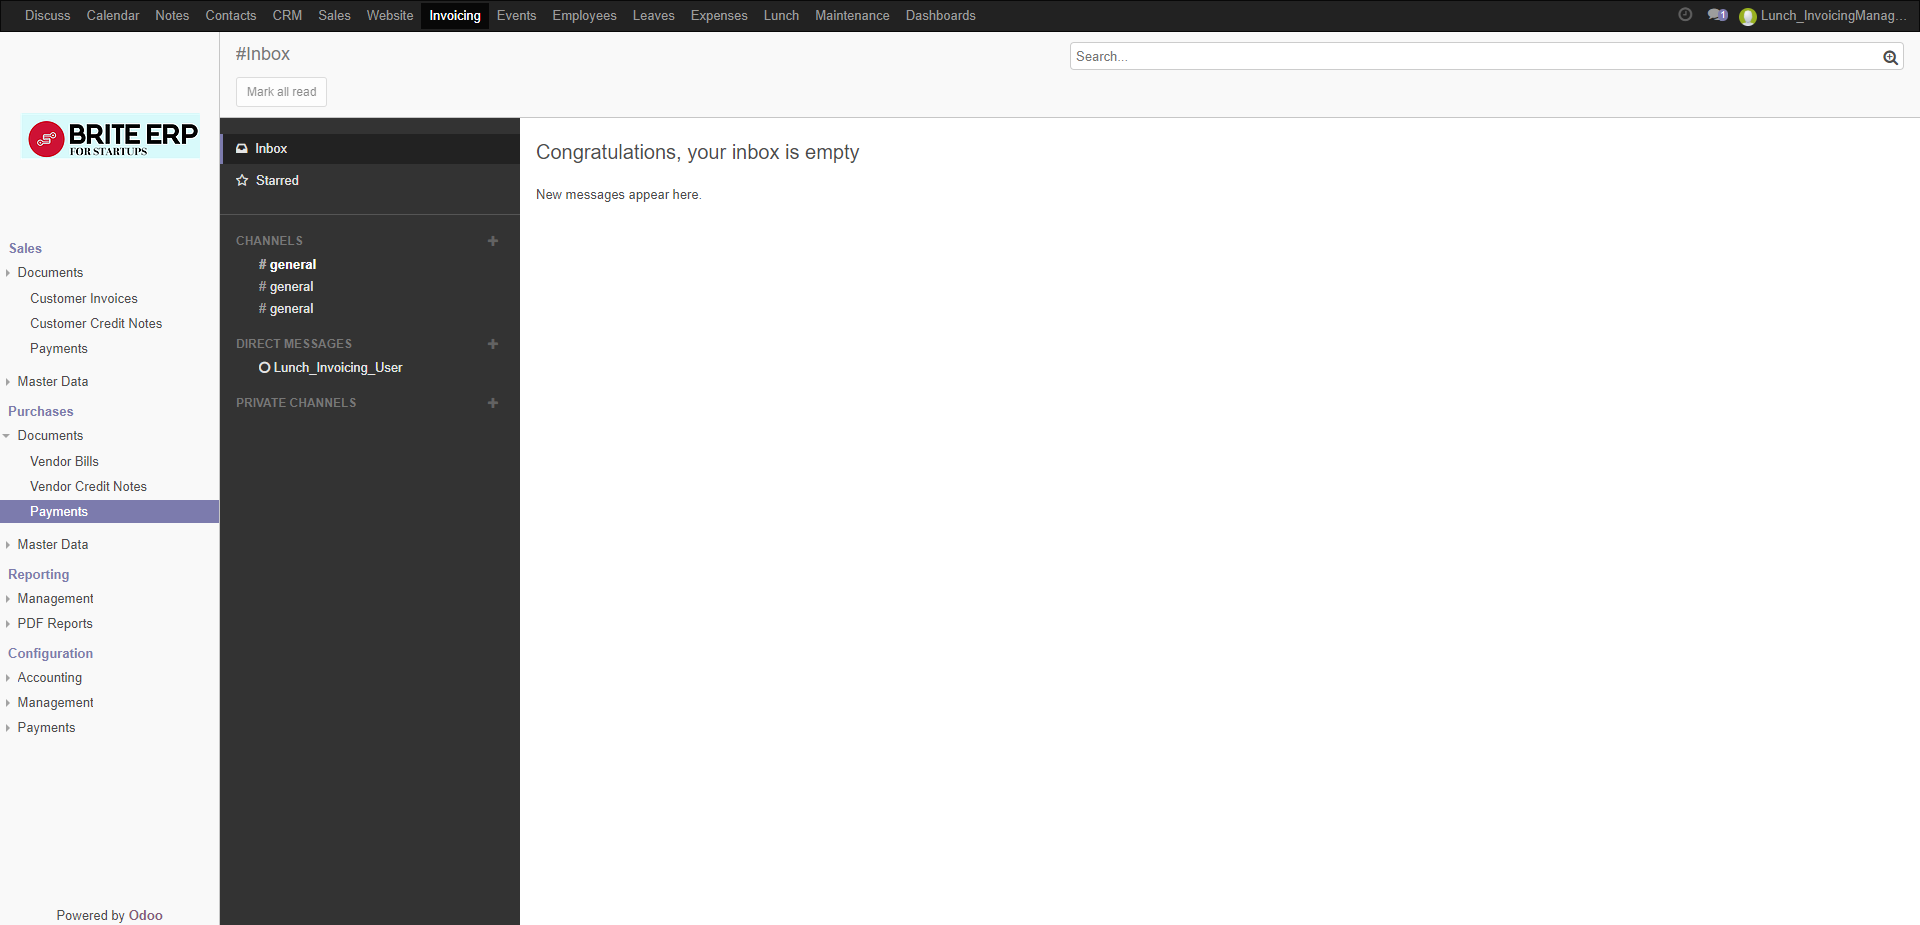 Discuss Calendar Notes Contacts CRM Sales Website Invoicing Events Employees Leaves Expenses Lunch Maintenance Dashboards 1 Lunch_InvoicingManag...
#Inbox
Search...
Mark all read
BRITE ERP
FOR STARTUPS
Sales
Documents
Customer Invoices
Customer Credit Notes
Payments
Master Data
Purchases
Documents
Vendor Bills
Vendor Credit Notes
Payments
Master Data
Reporting
Management
PDF Reports
Configuration
Accounting
Management
Payments
Powered by Odoo
Inbox
Starred
CHANNELS
# general
# general
# general
DIRECT MESSAGES
Lunch_Invoicing_User
PRIVATE CHANNELS
Congratulations, your inbox is empty
New messages appear here.